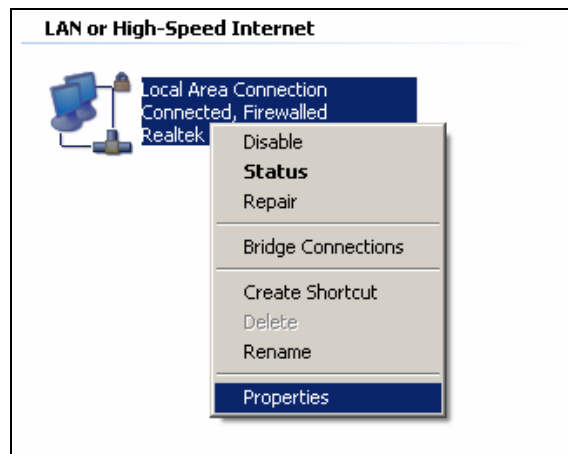 LAN or High-Speed Internet
Local Area Connection
Connected, Firewalled
Realtek
Disable
Status
Repair
Bridge Connections
Create Shortcut
Delete
Rename
Properties